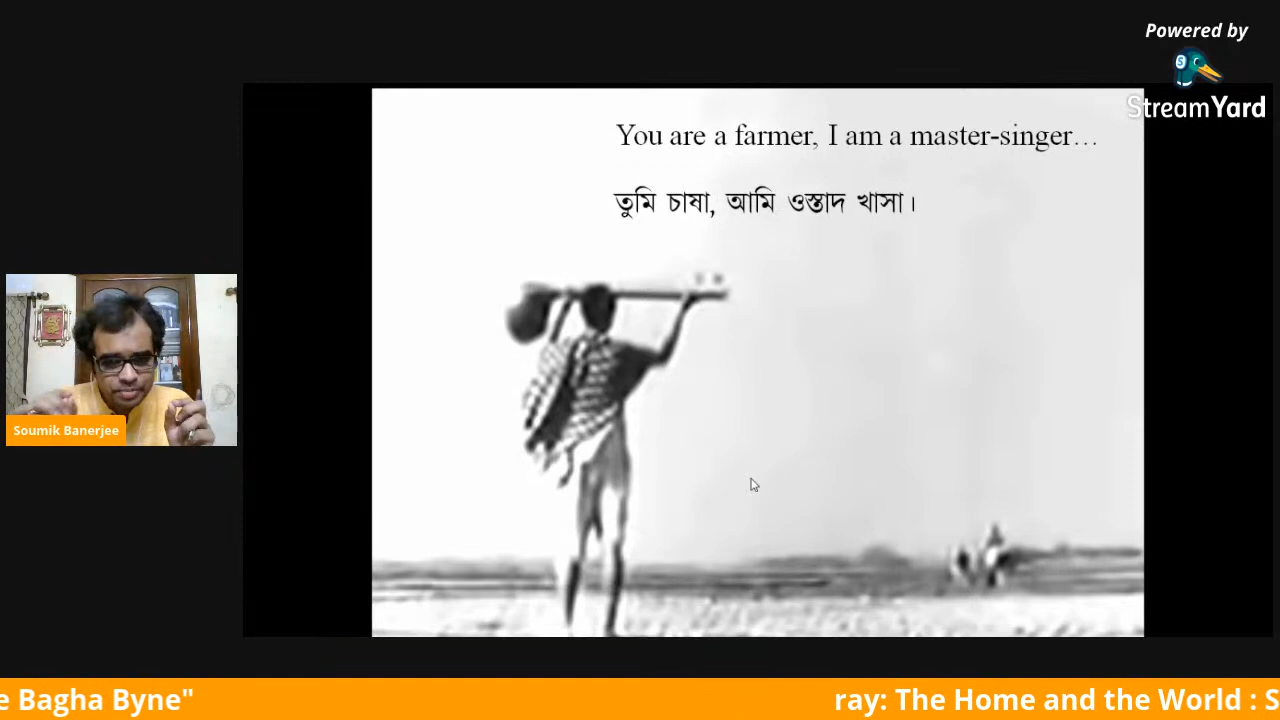 Powered by
StreamYard
You are a farmer, I am a master-singer…
তুমি চাষা, আমি ওস্তাদ খাসা।
Soumik Banerjee
e Bagha Byne" ray: The Home and the World : S